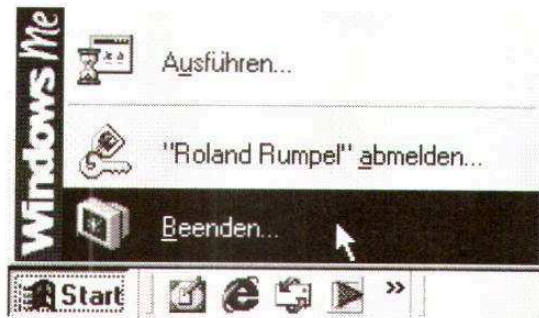 Windows Me
Ausführen...
"Roland Rumpel" abmelden...
Beenden...
Start
»